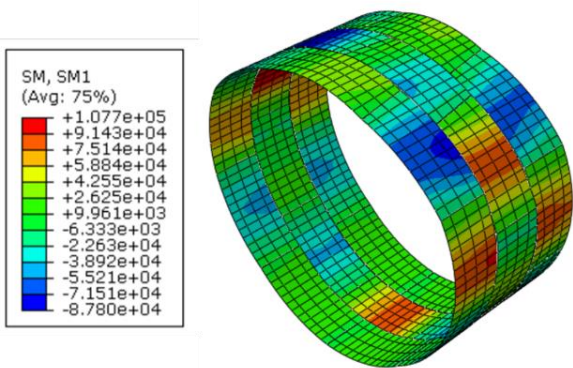 SM, SM1
(Avg: 75%)
+1.077e+05
+9.143e+04
+7.514e+04
+5.884e+04
+4.255e+04
+2.625e+04
+9.961e+03
-6.333e+03
-2.263e+04
-3.892e+04
-5.521e+04
-7.151e+04
-8.780e+04